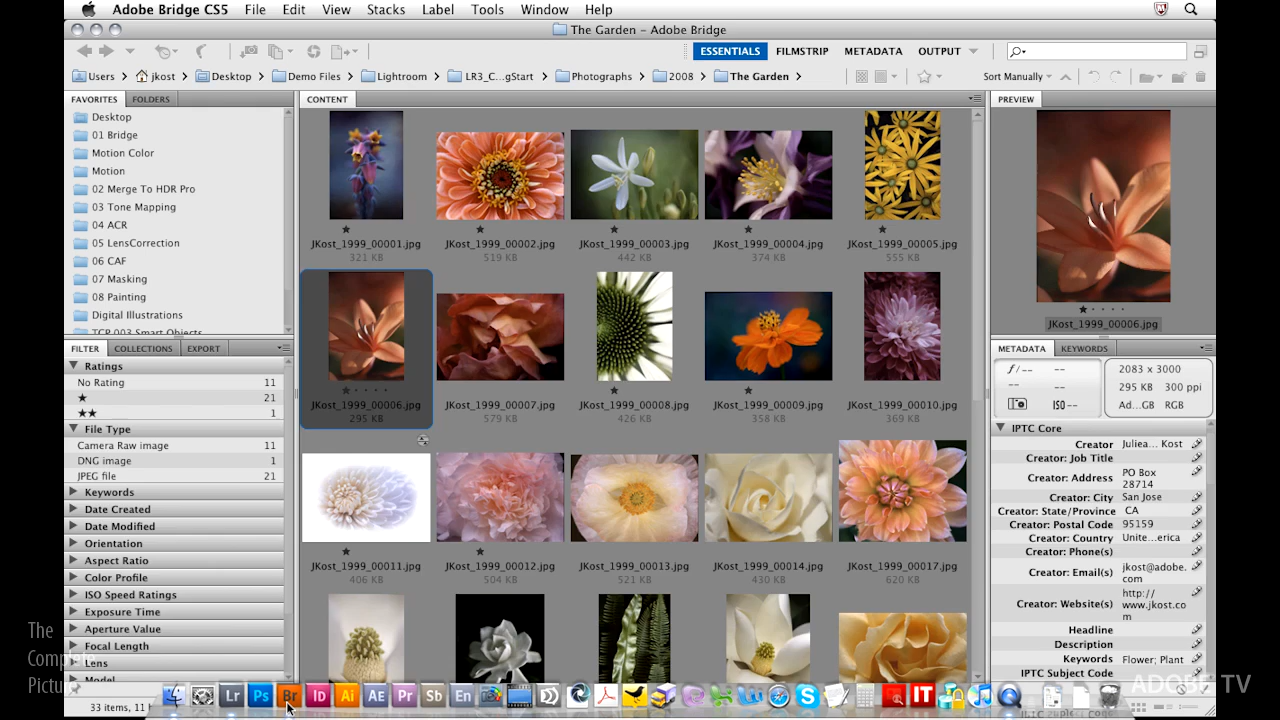 Adobe Bridge CS5 File Edit View Stacks Label Tools Window Help
The Garden – Adobe Bridge
ESSENTIALS FILMSTRIP METADATA OUTPUT
Users jkost Desktop Demo Files Lightroom LR3_C...gStart Photographs 2008 The Garden Sort Manually
FAVORITES FOLDERS
Desktop
01 Bridge
Motion Color
Motion
02 Merge To HDR Pro
03 Tone Mapping
04 ACR
05 LensCorrection
06 CAF
07 Masking
08 Painting
Digital Illustrations
TCP 003 Smart Objects
FILTER COLLECTIONS EXPORT
Ratings
No Rating 11
★ 21
★★ 1
File Type
Camera Raw image 11
DNG image 1
JPEG file 21
Keywords
Date Created
Date Modified
Orientation
Aspect Ratio
Color Profile
ISO Speed Ratings
Exposure Time
Aperture Value
Focal Length
Lens
Model
33 items, 11
CONTENT
JKost_1999_00001.jpg JKost_1999_00002.jpg JKost_1999_00003.jpg JKost_1999_00004.jpg JKost_1999_00005.jpg
321 KB 519 KB 442 KB 374 KB 555 KB
JKost_1999_00006.jpg JKost_1999_00007.jpg JKost_1999_00008.jpg JKost_1999_00009.jpg JKost_1999_00010.jpg
295 KB 579 KB 426 KB 358 KB 369 KB
JKost_1999_00011.jpg JKost_1999_00012.jpg JKost_1999_00013.jpg JKost_1999_00014.jpg JKost_1999_00017.jpg
406 KB 504 KB 521 KB 430 KB 620 KB
PREVIEW
JKost_1999_00006.jpg
METADATA KEYWORDS
ƒ/-- --
-- --
ISO--
2083 x 3000
295 KB 300 ppi
Ad...GB RGB
IPTC Core
Creator Juliea... Kost
Creator: Job Title
Creator: Address PO Box
28714
Creator: City San Jose
Creator: State/Province CA
Creator: Postal Code 95159
Creator: Country Unite...erica
Creator: Phone(s)
Creator: Email(s) jkost@adobe.
com
Creator: Website(s) http://
www.jkost.co
m
Headline
Description
Keywords Flower; Plant
IPTC Subject Code
Lr Ps Br Id Ai AE Pr Sb En IT
The
Complete
Picture
ADOBE TV